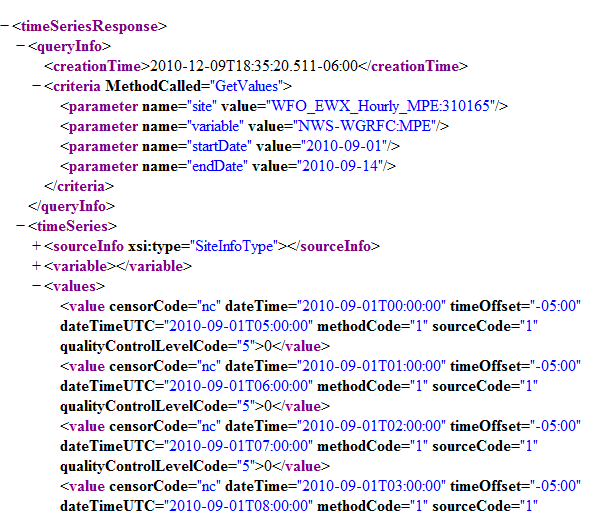 −<timeSeriesResponse>
−<queryInfo>
<creationTime>2010-12-09T18:35:20.511-06:00</creationTime>
−<criteria MethodCalled="GetValues">
<parameter name="site" value="WFO_EWX_Hourly_MPE:310165"/>
<parameter name="variable" value="NWS-WGRFC:MPE"/>
<parameter name="startDate" value="2010-09-01"/>
<parameter name="endDate" value="2010-09-14"/>
</criteria>
</queryInfo>
−<timeSeries>
+<sourceInfo xsi:type="SiteInfoType"></sourceInfo>
+<variable></variable>
−<values>
<value censorCode="nc" dateTime="2010-09-01T00:00:00" timeOffset="-05:00"
dateTimeUTC="2010-09-01T05:00:00" methodCode="1" sourceCode="1"
qualityControlLevelCode="5">0</value>
<value censorCode="nc" dateTime="2010-09-01T01:00:00" timeOffset="-05:00"
dateTimeUTC="2010-09-01T06:00:00" methodCode="1" sourceCode="1"
qualityControlLevelCode="5">0</value>
<value censorCode="nc" dateTime="2010-09-01T02:00:00" timeOffset="-05:00"
dateTimeUTC="2010-09-01T07:00:00" methodCode="1" sourceCode="1"
qualityControlLevelCode="5">0</value>
<value censorCode="nc" dateTime="2010-09-01T03:00:00" timeOffset="-05:00"
dateTimeUTC="2010-09-01T08:00:00" methodCode="1" sourceCode="1"